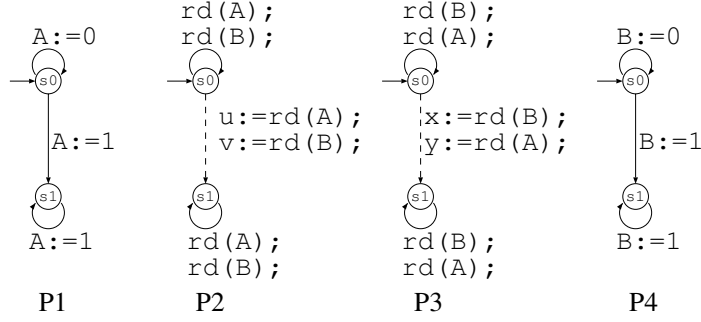 rd(A);
rd(B);
A:=0
rd(B);
rd(A);
B:=0
s0
s0
s0
s0
A:=1
u:=rd(A);
v:=rd(B);
x:=rd(B);
y:=rd(A);
B:=1
s1
s1
s1
s1
A:=1
rd(A);
rd(B);
rd(B);
rd(A);
B:=1
P1
P2
P3
P4